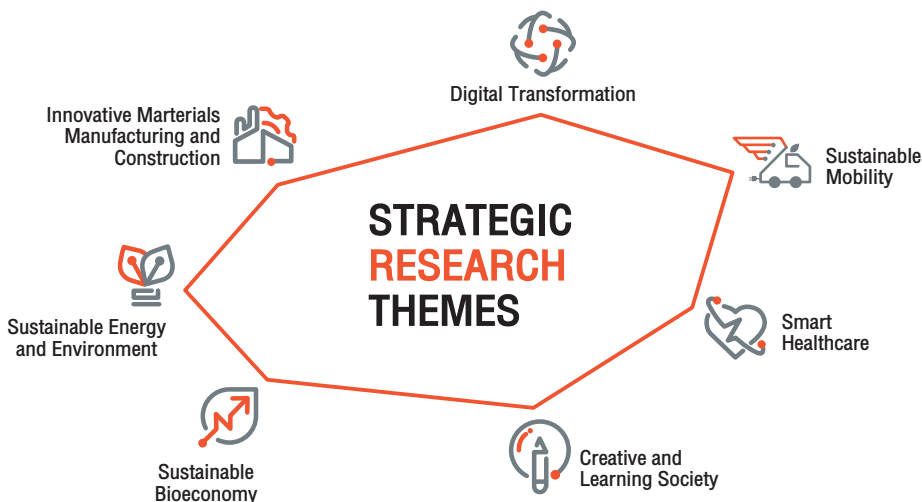 Digital Transformation
Innovative Marterials
Manufacturing and
Construction
Sustainable
Mobility
STRATEGIC
RESEARCH
THEMES
Sustainable Energy
and Environment
Smart
Healthcare
Sustainable
Bioeconomy
Creative and
Learning Society